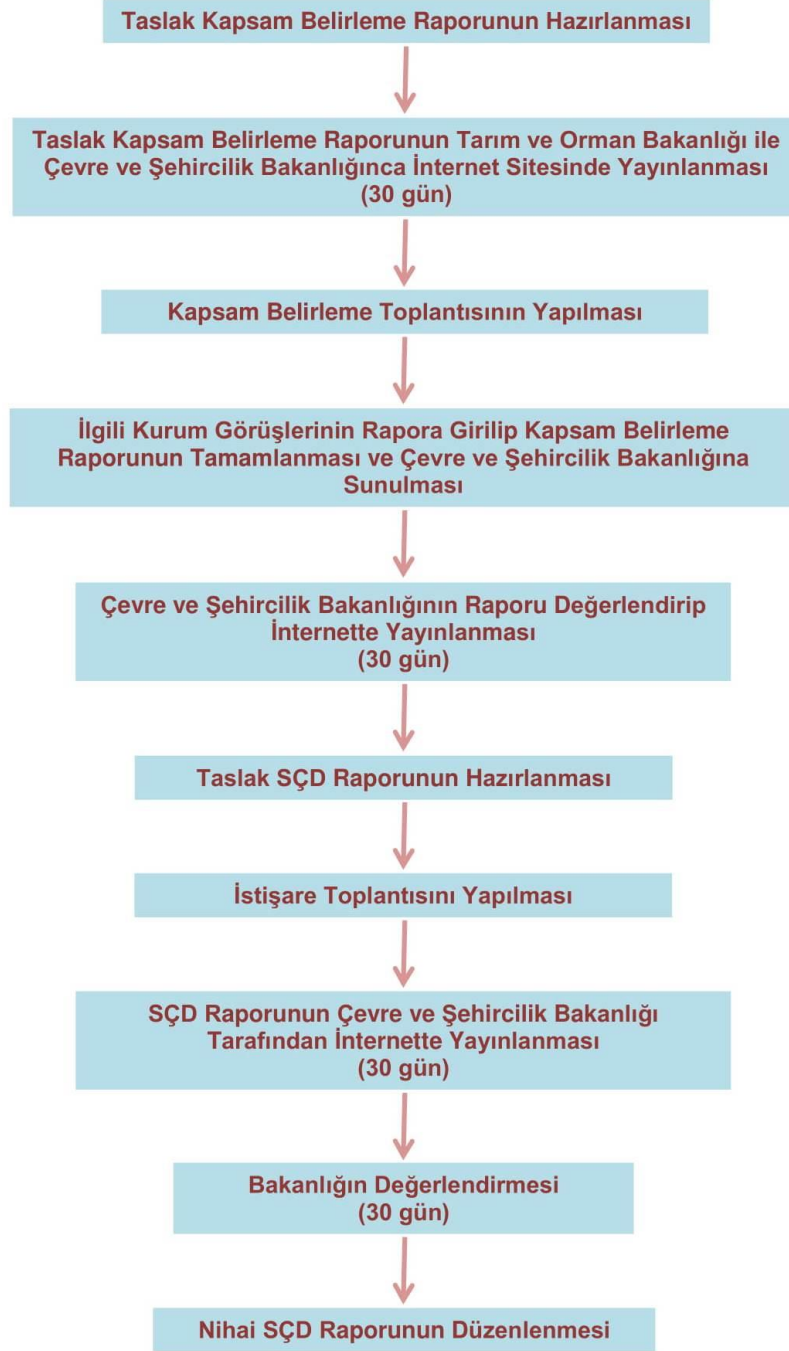 Taslak Kapsam Belirleme Raporunun Hazırlanması
Taslak Kapsam Belirleme Raporunun Tarım ve Orman Bakanlığı ile
Çevre ve Şehircilik Bakanlığınca İnternet Sitesinde Yayınlanması
(30 gün)
Kapsam Belirleme Toplantısının Yapılması
İlgili Kurum Görüşlerinin Rapora Girilip Kapsam Belirleme
Raporunun Tamamlanması ve Çevre ve Şehircilik Bakanlığına
Sunulması
Çevre ve Şehircilik Bakanlığının Raporu Değerlendirip
İnternette Yayınlanması
(30 gün)
Taslak SÇD Raporunun Hazırlanması
İstişare Toplantısını Yapılması
SÇD Raporunun Çevre ve Şehircilik Bakanlığı
Tarafından İnternette Yayınlanması
(30 gün)
Bakanlığın Değerlendirmesi
(30 gün)
Nihai SÇD Raporunun Düzenlenmesi